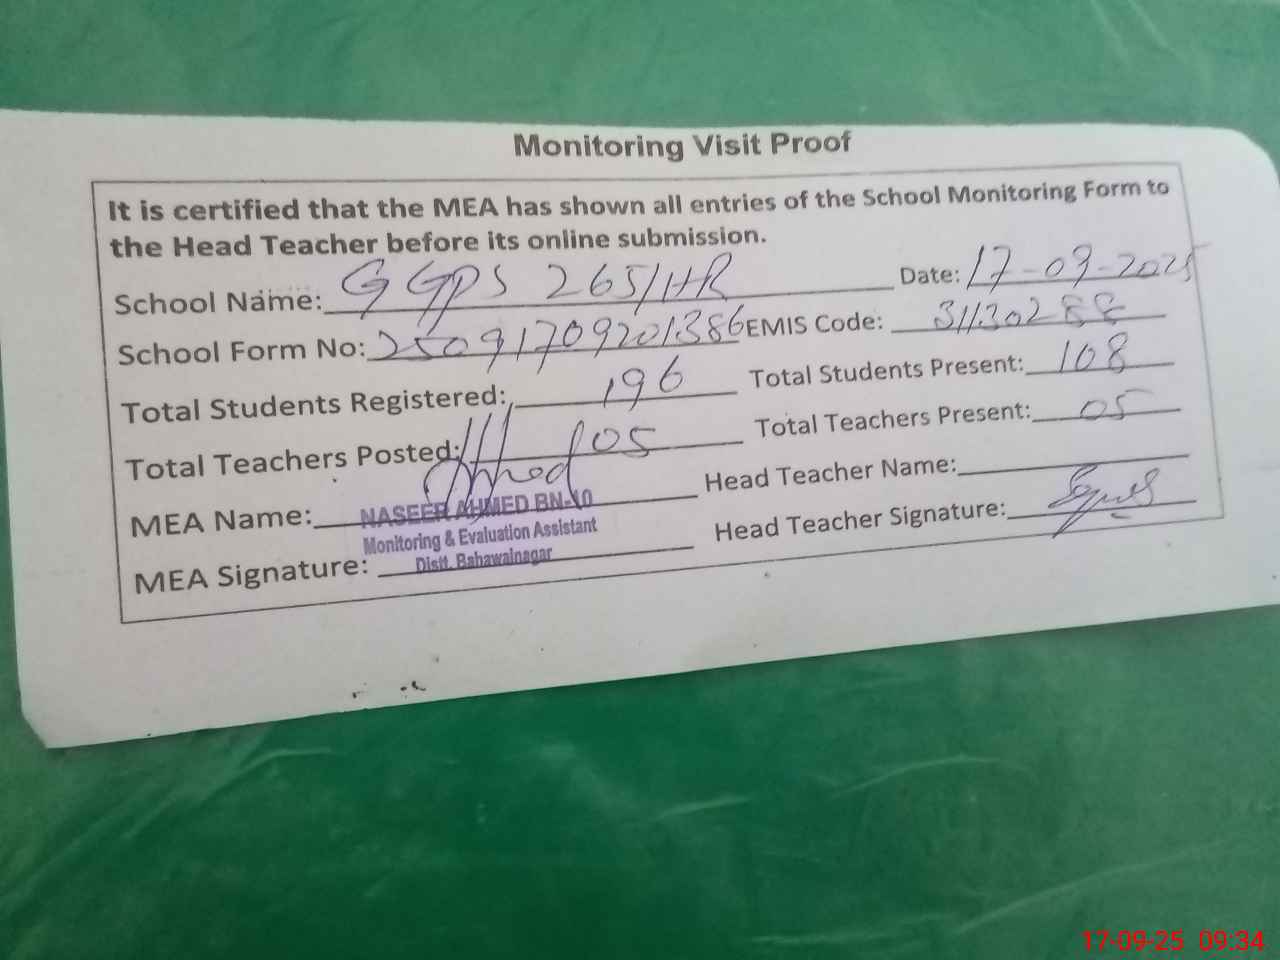 Monitoring Visit Proof
It is certified that the MEA has shown all entries of the School Monitoring Form to
the Head Teacher before its online submission.
School Name: GGPS 265/HR Date: 17-09-2025
School Form No: 25091709201386 EMIS Code: 31130288
Total Students Registered: 196 Total Students Present: 108
Total Teachers Posted: 05 Total Teachers Present: 05
MEA Name: NASEER AHMED BN-10 Head Teacher Name:
Monitoring & Evaluation Assistant
MEA Signature: Distt. Bahawalnagar Head Teacher Signature:
17-09-25 09:34